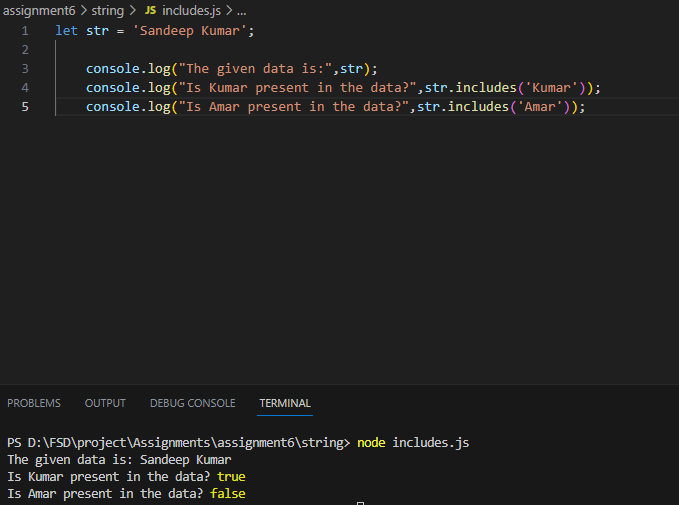 assignment6 > string > JS includes.js > ...
1 let str = 'Sandeep Kumar';
2
3 console.log("The given data is:",str);
4 console.log("Is Kumar present in the data?",str.includes('Kumar'));
5 console.log("Is Amar present in the data?",str.includes('Amar'));
PROBLEMS OUTPUT DEBUG CONSOLE TERMINAL
PS D:\FSD\project\Assignments\assignment6\string> node includes.js
The given data is: Sandeep Kumar
Is Kumar present in the data? true
Is Amar present in the data? false